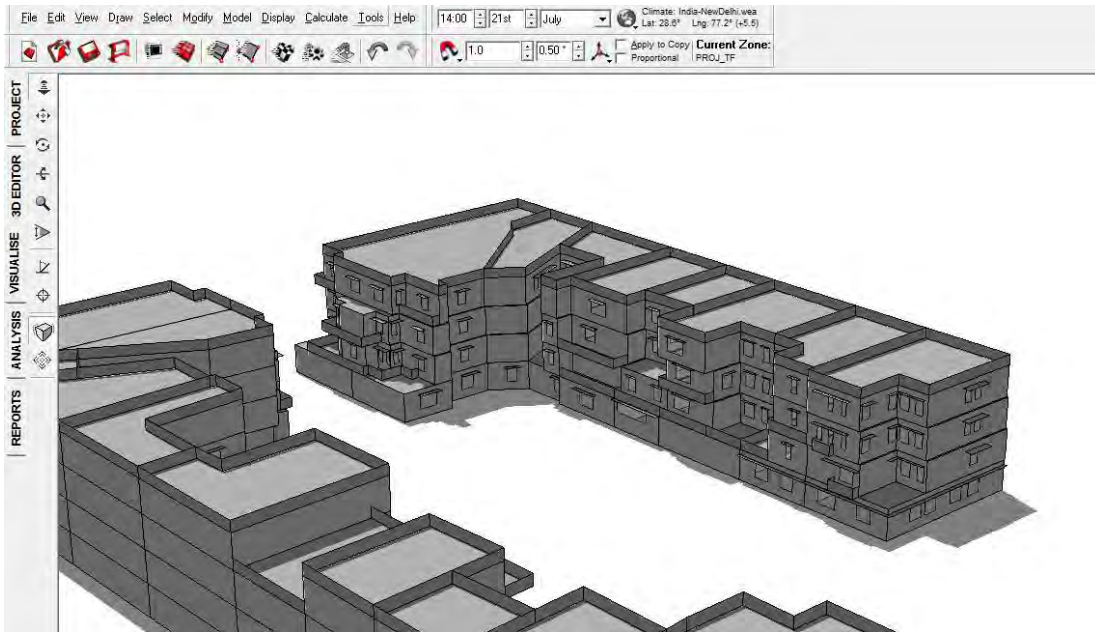 File Edit View Draw Select Modify Model Display Calculate Tools Help
14:00 21st July
Climate: India-NewDelhi.wea
Lat: 28.6° Lng: 77.2° (+5.5)
1.0 0.50° Apply to Copy Current Zone:
Proportional PROJ_TF
PROJECT
3D EDITOR
VISUALISE
ANALYSIS
REPORTS